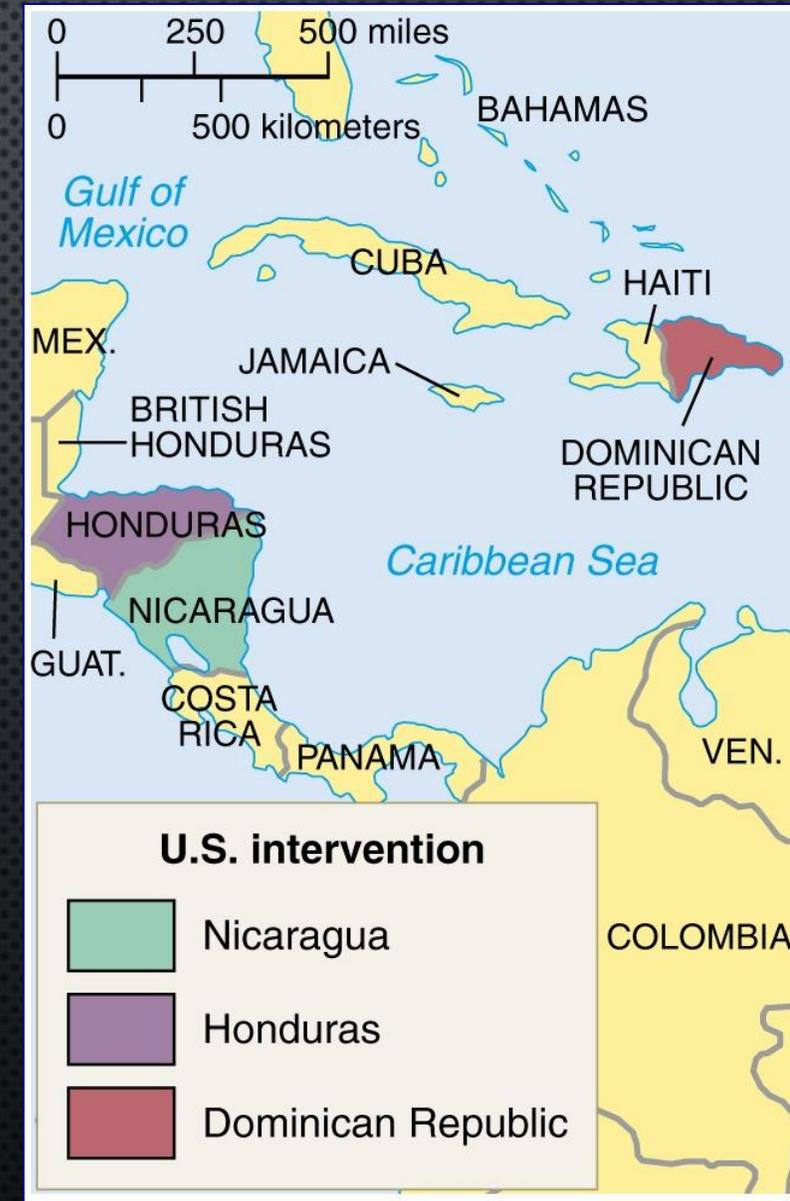 0 250 500 miles
0 500 kilometers
BAHAMAS
Gulf of
Mexico
CUBA
HAITI
MEX.
JAMAICA
BRITISH
HONDURAS
DOMINICAN
REPUBLIC
HONDURAS
Caribbean Sea
NICARAGUA
GUAT.
COSTA
RICA
PANAMA
VEN.
COLOMBIA
U.S. intervention
Nicaragua
Honduras
Dominican Republic